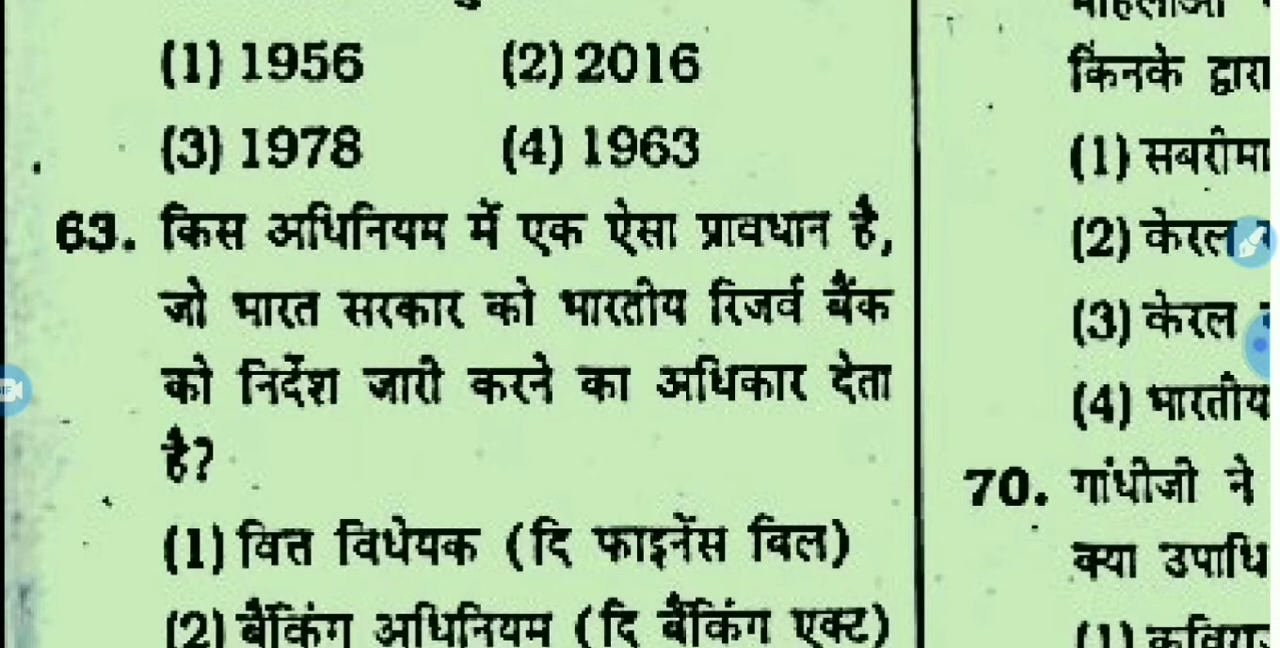 (1) 1956 (2) 2016
(3) 1978 (4) 1963
63. किस अधिनियम में एक ऐसा प्रावधान है,
जो भारत सरकार को भारतीय रिजर्व बैंक
को निर्देश जारी करने का अधिकार देता
है?
(1) वित्त विधेयक (दि फाइनेंस बिल)
(2) बैंकिंग अधिनियम (दि बैंकिंग एक्ट)
किनके द्वारा
(1) सबरीमा
(2) केरल
(3) केरल
(4) भारतीय
70. गांधीजी ने
क्या उपाधि
(1)